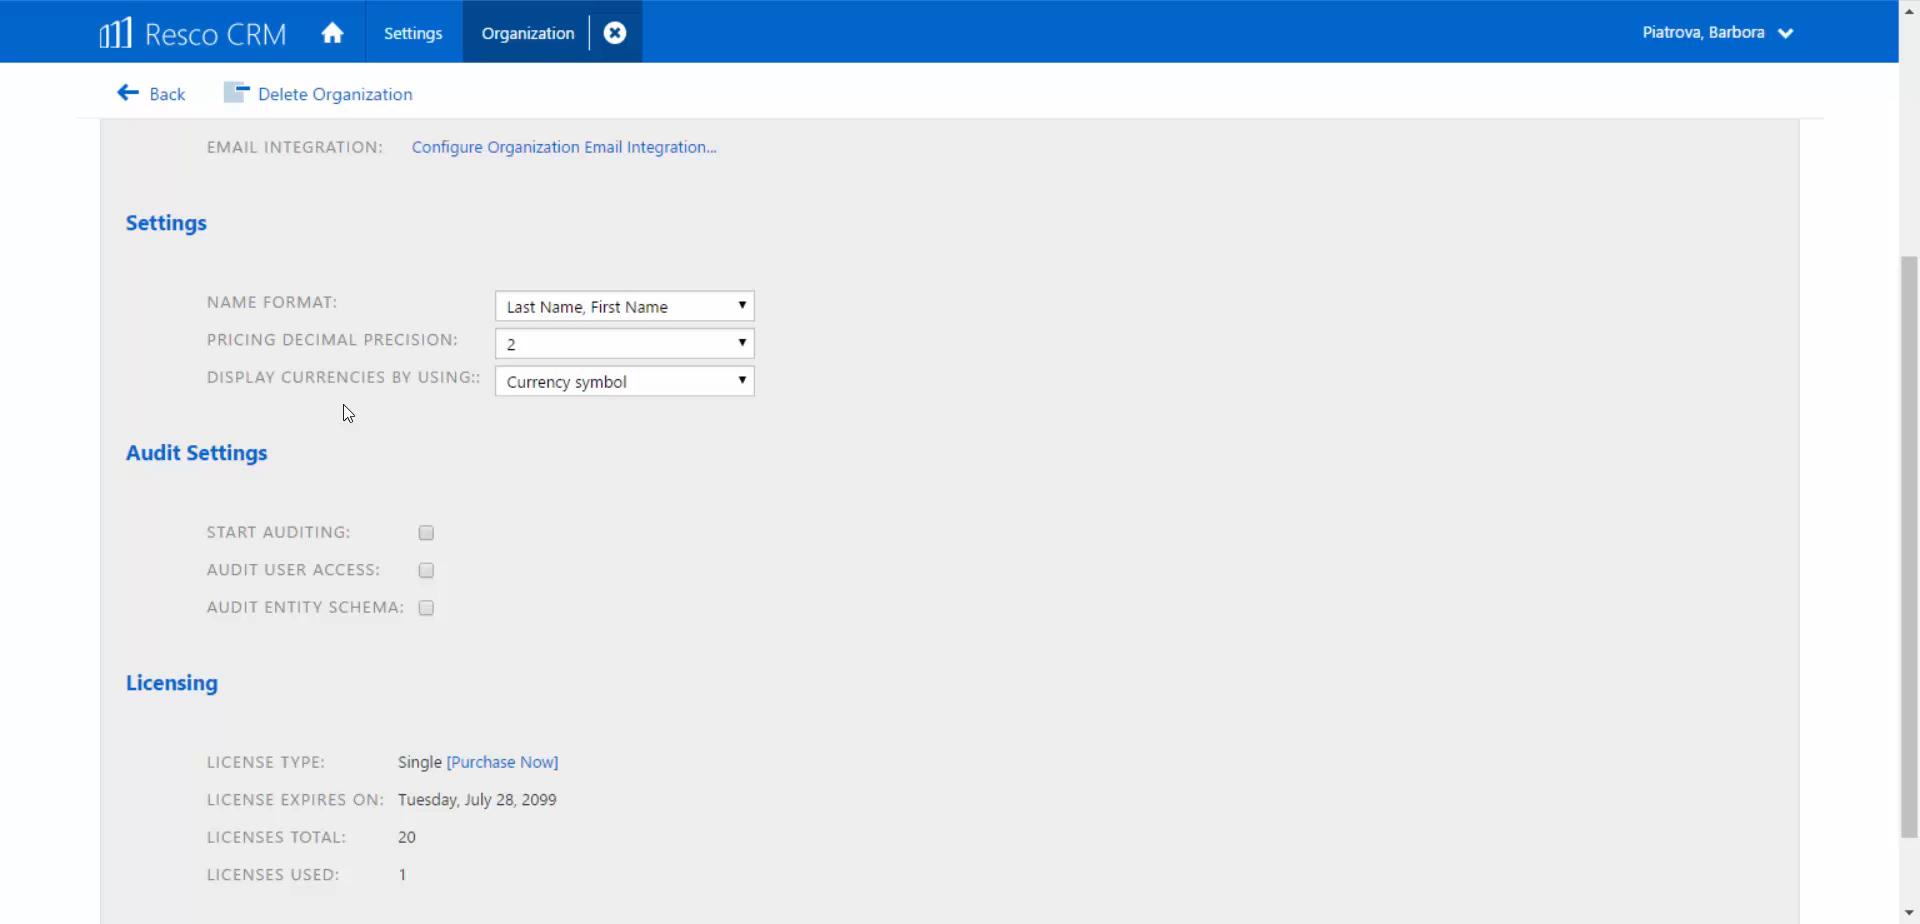 Resco CRM Settings Organization Piatrova, Barbora
Back Delete Organization
EMAIL INTEGRATION: Configure Organization Email Integration...
Settings
NAME FORMAT: Last Name, First Name
PRICING DECIMAL PRECISION: 2
DISPLAY CURRENCIES BY USING:: Currency symbol
Audit Settings
START AUDITING:
AUDIT USER ACCESS:
AUDIT ENTITY SCHEMA:
Licensing
LICENSE TYPE: Single [Purchase Now]
LICENSE EXPIRES ON: Tuesday, July 28, 2099
LICENSES TOTAL: 20
LICENSES USED: 1